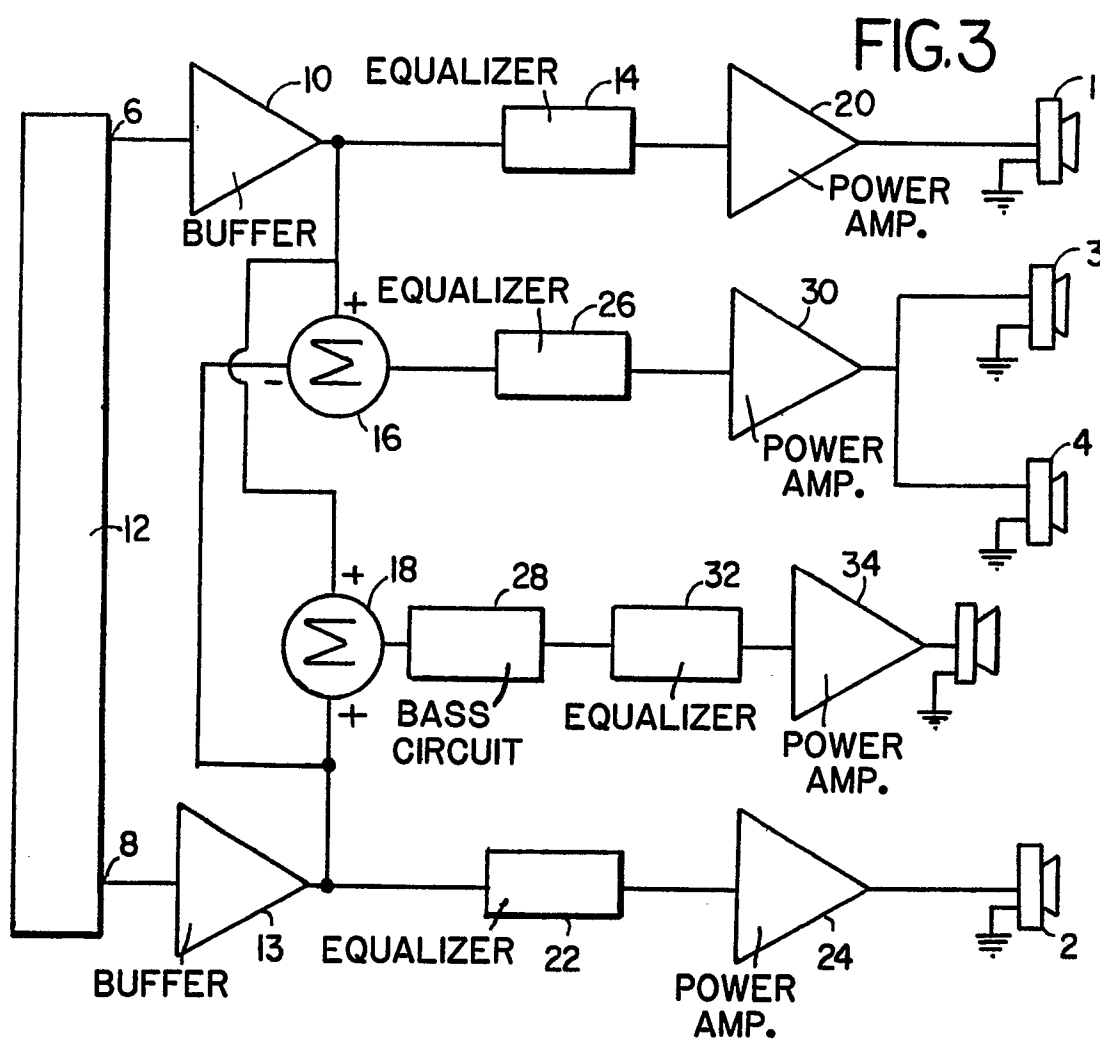 FIG.3
6
10
EQUALIZER
14
20
1
BUFFER
POWER
AMP.
3
+
EQUALIZER
26
30
-
16
Σ
POWER
AMP.
4
12
+
18
28
32
34
Σ
+
BASS
CIRCUIT
EQUALIZER
POWER
AMP.
8
13
BUFFER
EQUALIZER
22
24
2
POWER
AMP.